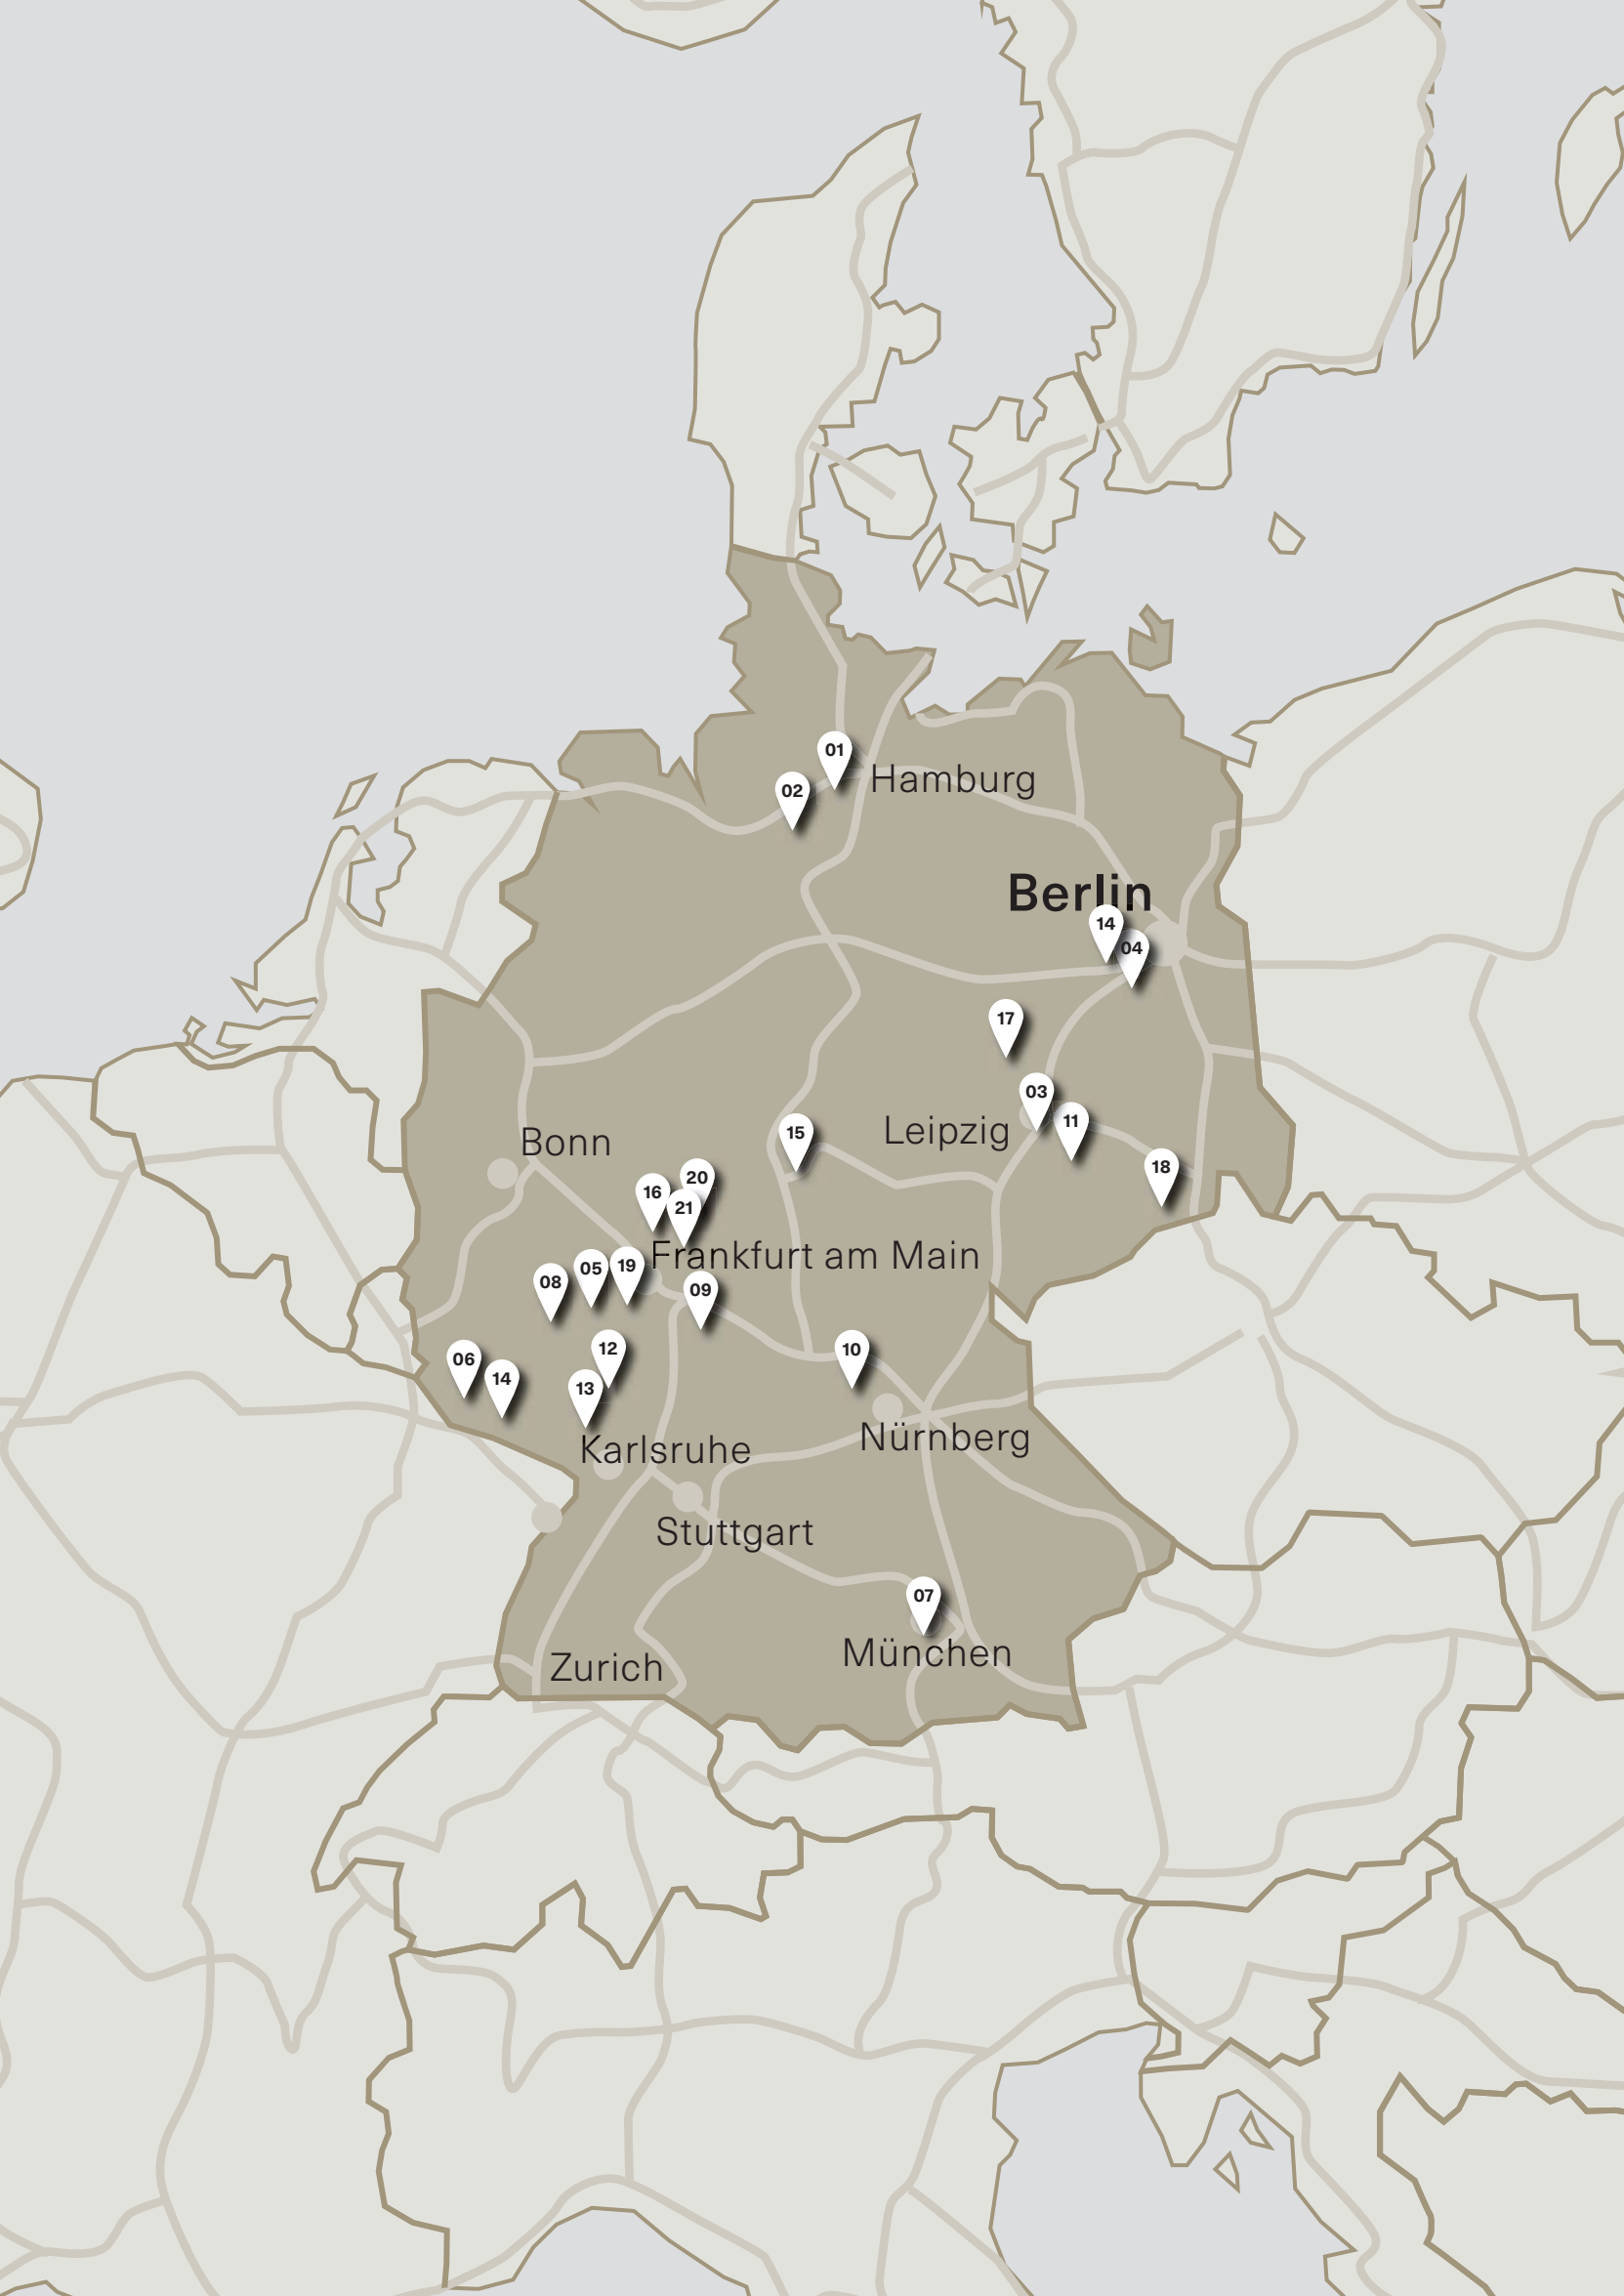 01
Hamburg
02
Berlin
14
04
17
03
11
Leipzig
15
Bonn
18
20
16
21
Frankfurt am Main
19
05
08
09
12
10
06
14
13
Nürnberg
Karlsruhe
Stuttgart
07
München
Zurich